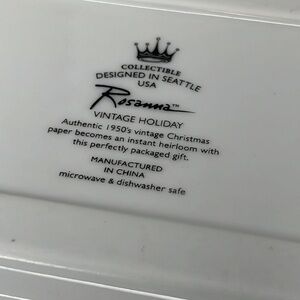 COLLECTIBLE
DESIGNED IN SEATTLE
USA
Rosanna™
VINTAGE HOLIDAY
Authentic 1950's vintage Christmas
paper becomes an instant heirloom with
this perfectly packaged gift.
MANUFACTURED
IN CHINA
microwave & dishwasher safe